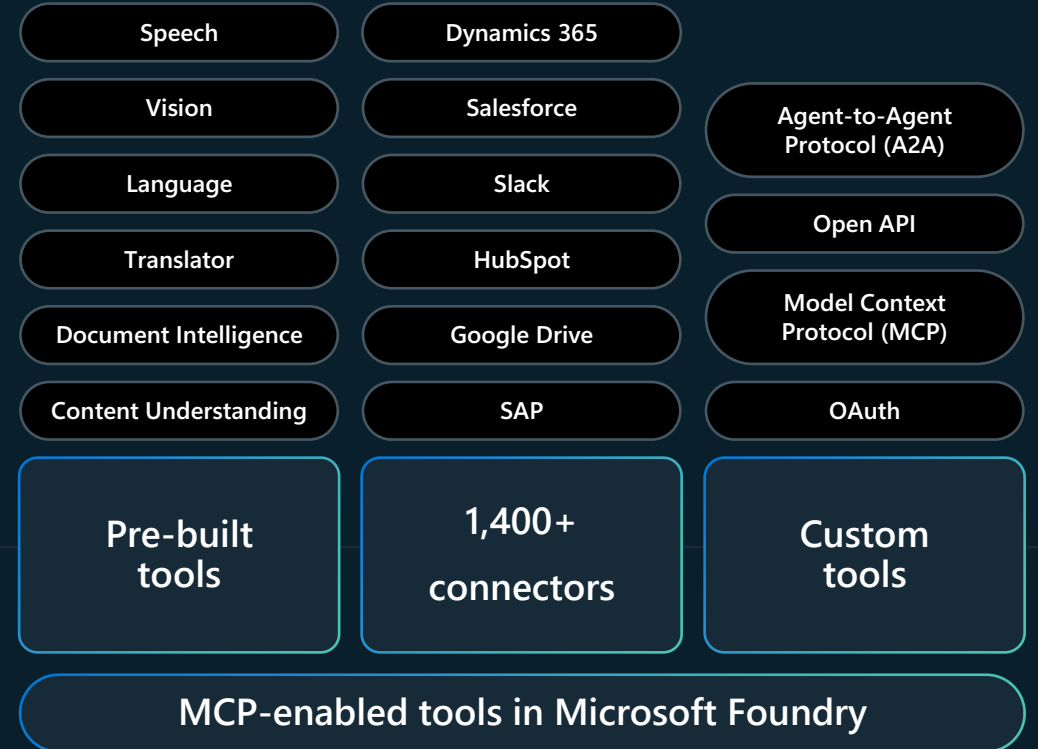 Speech
Vision
Language
Translator
Document Intelligence
Content Understanding
Pre-built
tools
Dynamics 365
Salesforce
Slack
HubSpot
Google Drive
SAP
1,400+
connectors
Agent-to-Agent
Protocol (A2A)
Open API
Model Context
Protocol (MCP)
OAuth
Custom
tools
MCP-enabled tools in Microsoft Foundry